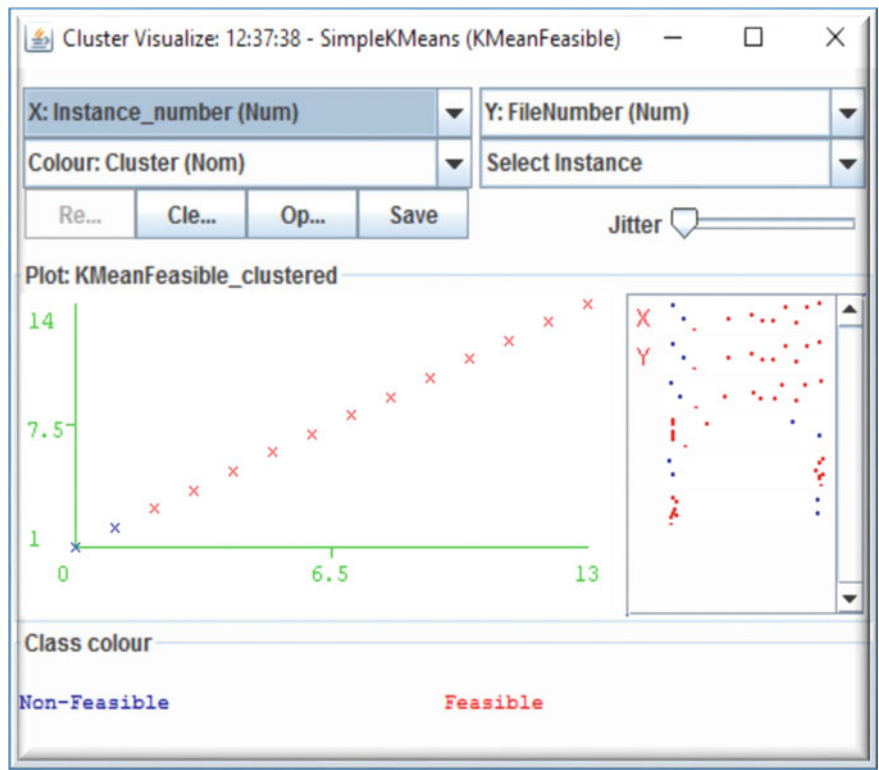 Cluster Visualize: 12:37:38 - SimpleKMeans (KMeanFeasible)
X: Instance_number (Num) Y: FileNumber (Num)
Colour: Cluster (Nom) Select Instance
Re... Cle... Op... Save Jitter
Plot: KMeanFeasible_clustered
14
7.5
1
0 6.5 13
X
Y
Class colour
Non-Feasible Feasible